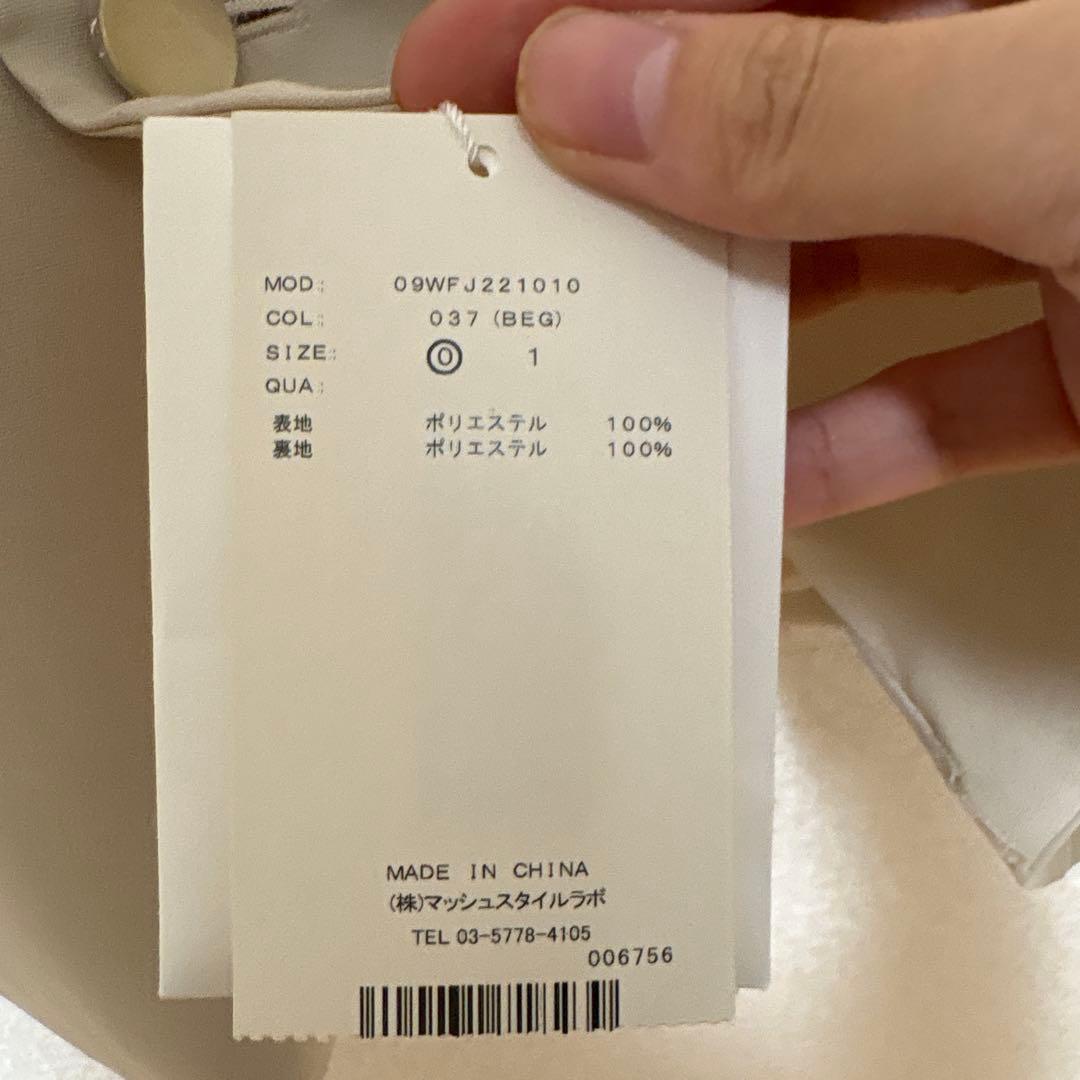 MOD: 09WFJ221010
COL: 037 (BEG)
SIZE: 0 1
QUA:
表地 ポリエステル 100%
裏地 ポリエステル 100%
MADE IN CHINA
(株)マッシュスタイルラボ
TEL 03-5778-4105
006756